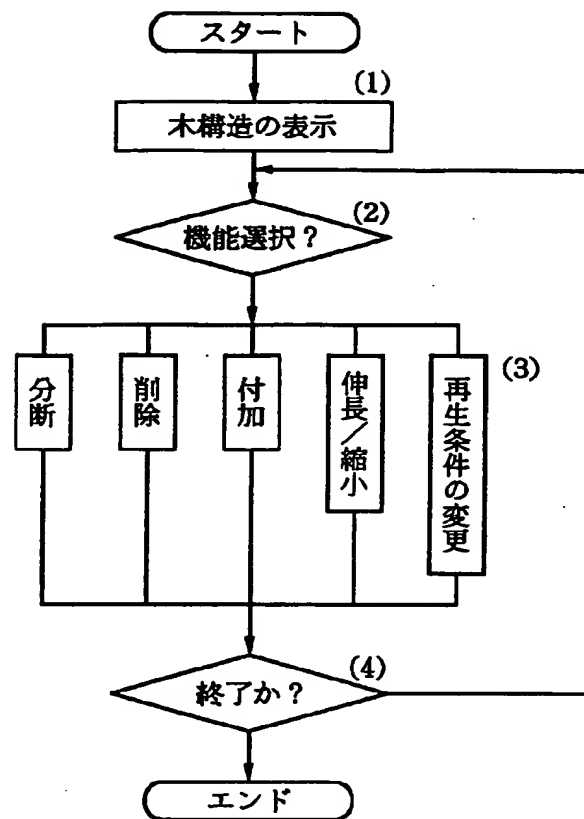 スタート
(1)
木構造の表示
(2)
機能選択？
分断
削除
付加
伸長／縮小
再生条件の変更
(3)
(4)
終了か？
エンド